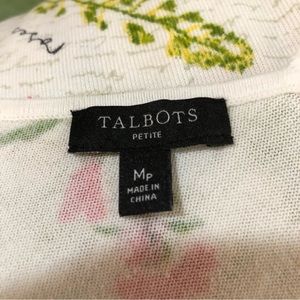 TALBOTS
PETITE
MP
MADE IN
CHINA